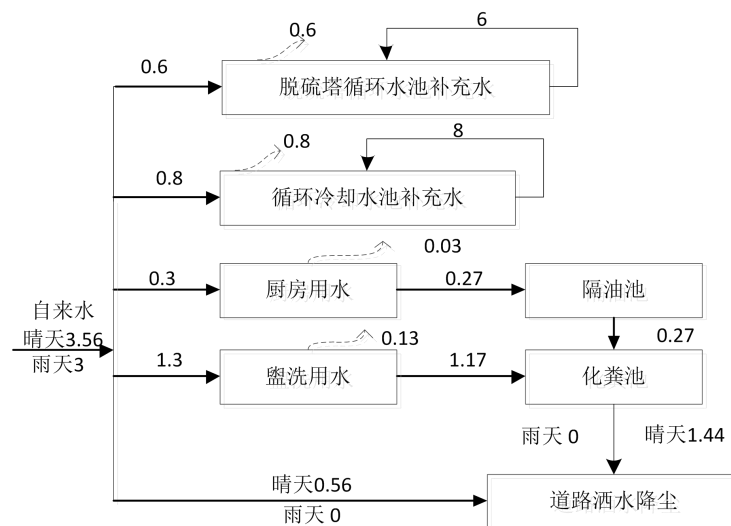 0.6
6
0.6
脱硫塔循环水池补充水
0.8
8
0.8
循环冷却水池补充水
0.03
0.3
厨房用水
0.27
隔油池
自来水
晴天3.56
雨天3
0.13
0.27
1.3
盥洗用水
1.17
化粪池
雨天 0
晴天1.44
晴天0.56
雨天 0
道路洒水降尘